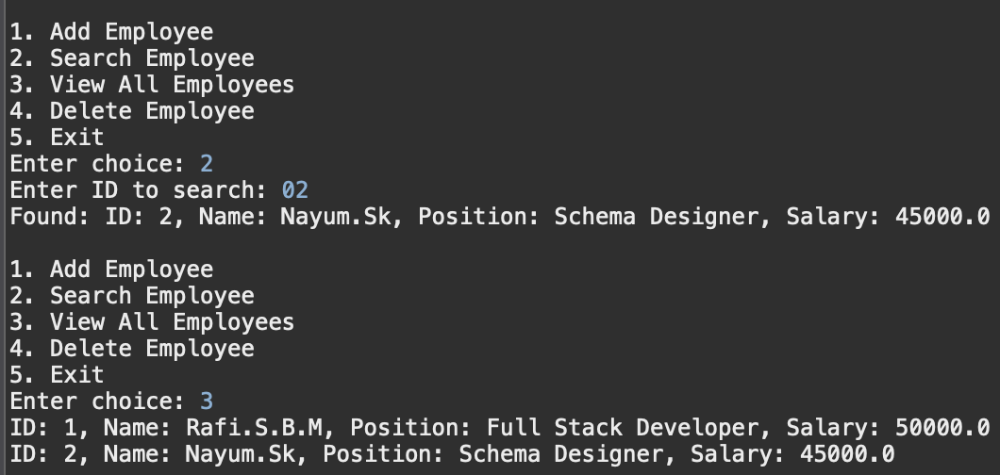 1. Add Employee
2. Search Employee
3. View All Employees
4. Delete Employee
5. Exit
Enter choice: 2
Enter ID to search: 02
Found: ID: 2, Name: Nayum.Sk, Position: Schema Designer, Salary: 45000.0
1. Add Employee
2. Search Employee
3. View All Employees
4. Delete Employee
5. Exit
Enter choice: 3
ID: 1, Name: Rafi.S.B.M, Position: Full Stack Developer, Salary: 50000.0
ID: 2, Name: Nayum.Sk, Position: Schema Designer, Salary: 45000.0